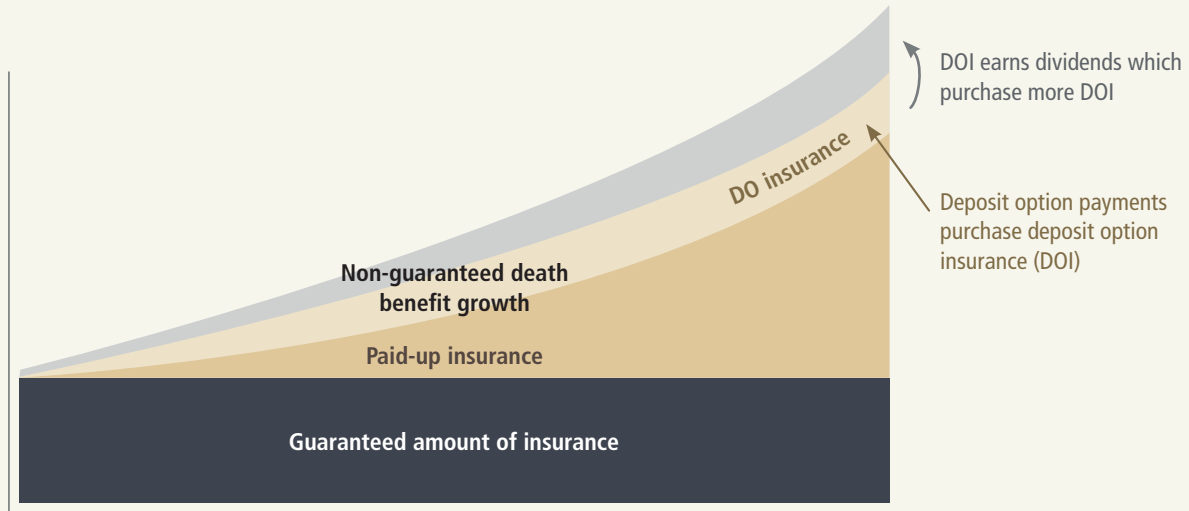 DOI earns dividends which
purchase more DOI
DO insurance
Deposit option payments
purchase deposit option
insurance (DOI)
Non-guaranteed death
benefit growth
Paid-up insurance
Guaranteed amount of insurance